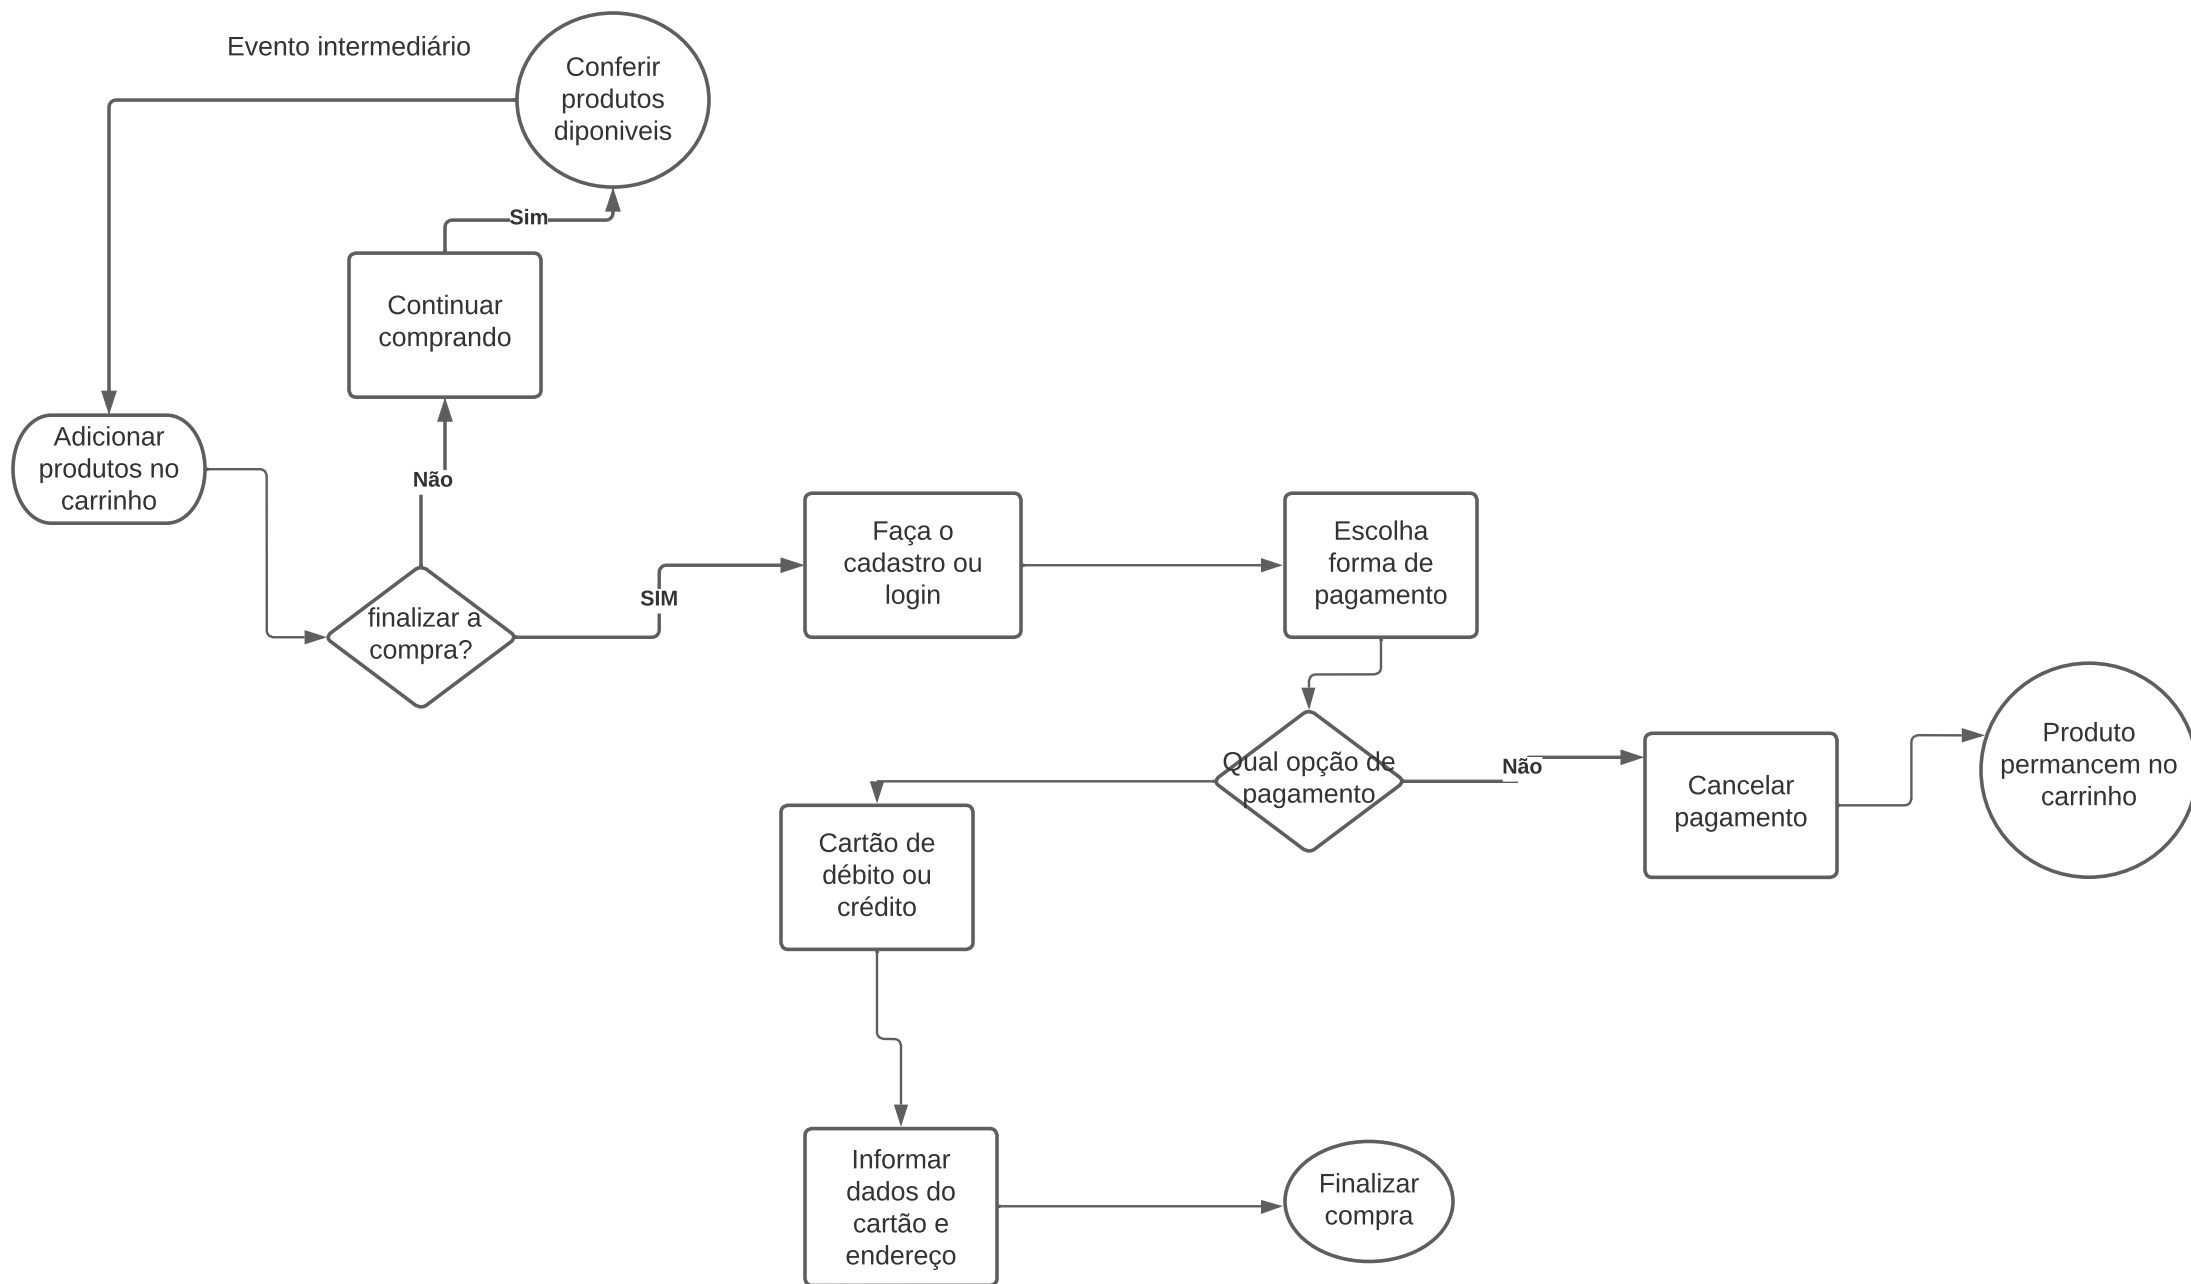 Evento intermediário
Conferir
produtos
diponiveis
Sim
Continuar
comprando
Adicionar
produtos no
carrinho
Não
finalizar a
compra?
SIM
Faça o
cadastro ou
login
Escolha
forma de
pagamento
Qual opção de
pagamento
Não
Cancelar
pagamento
Produto
permancem no
carrinho
Cartão de
débito ou
crédito
Informar
dados do
cartão e
endereço
Finalizar
compra